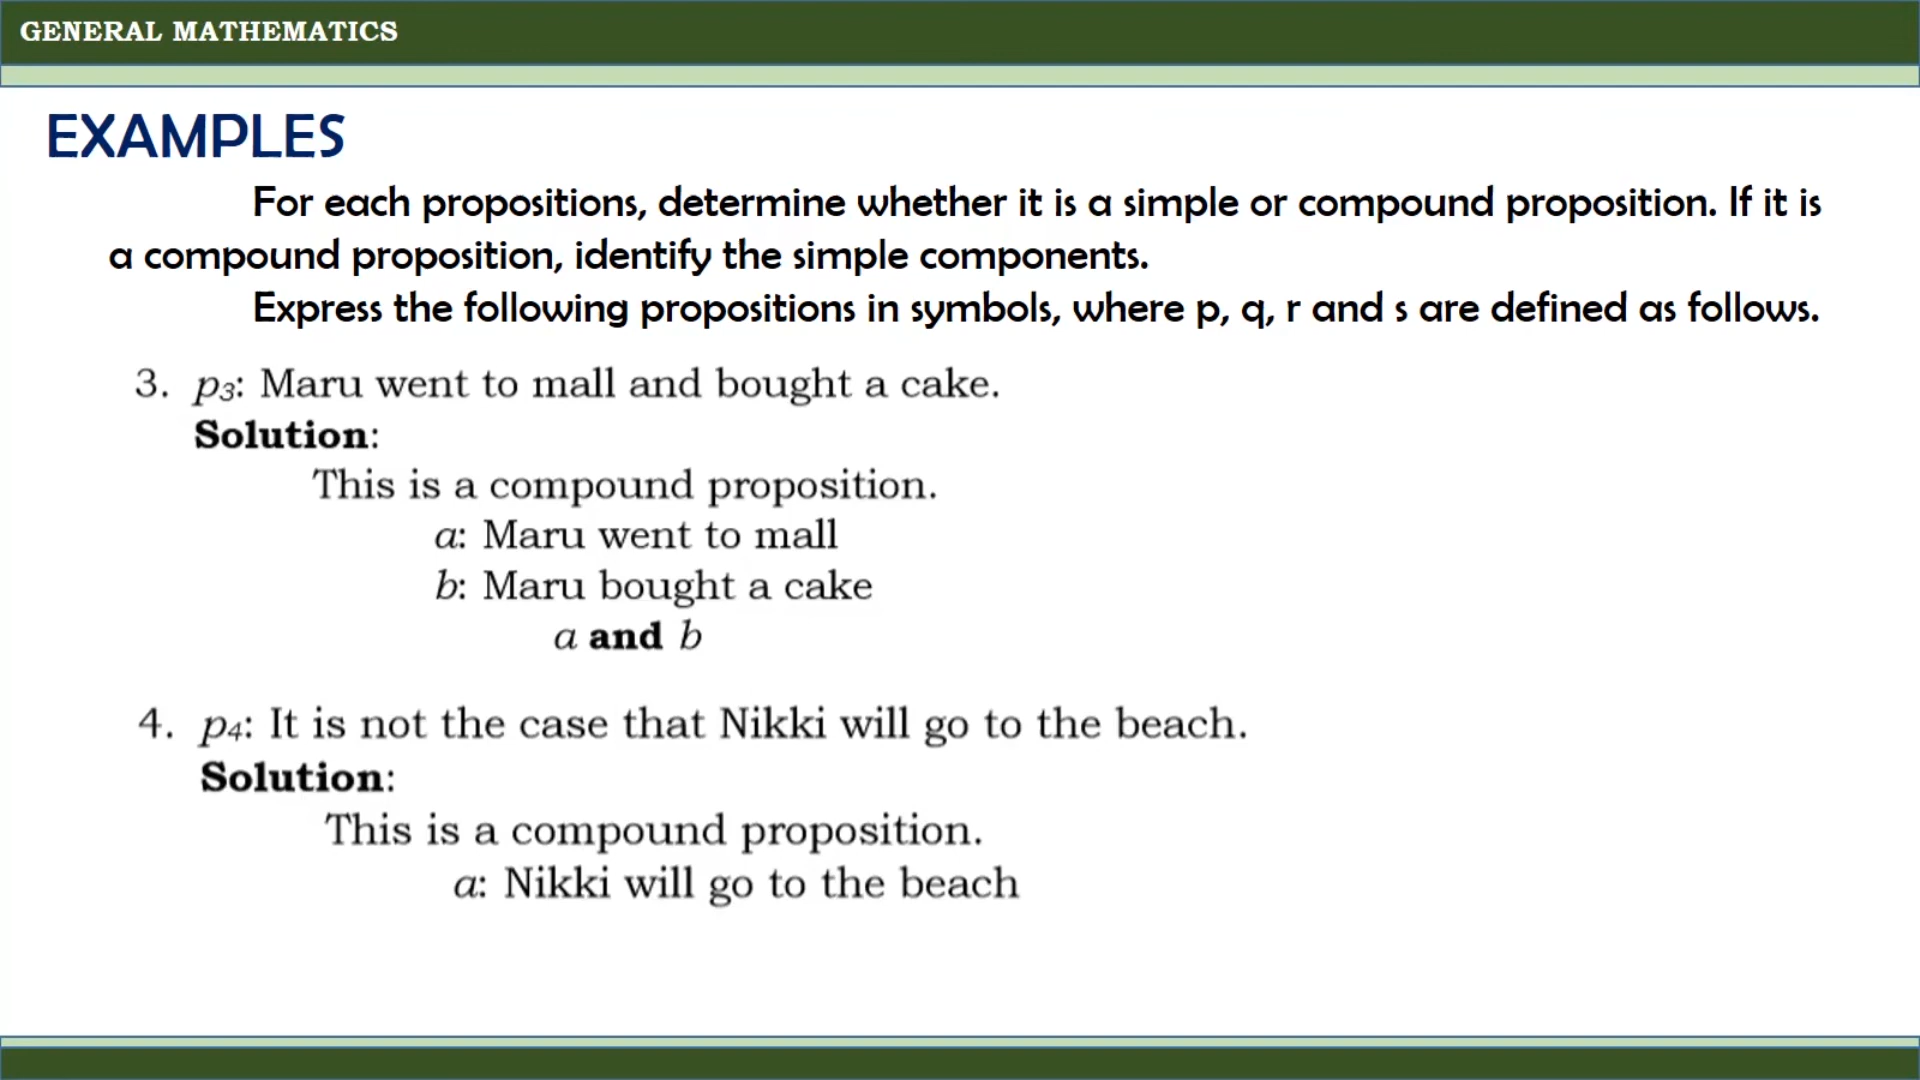 GENERAL MATHEMATICS
EXAMPLES
For each propositions, determine whether it is a simple or compound proposition. If it is
a compound proposition, identify the simple components.
Express the following propositions in symbols, where p, q, r and s are defined as follows.
3. p3: Maru went to mall and bought a cake.
Solution:
This is a compound proposition.
a: Maru went to mall
b: Maru bought a cake
a and b
4. p4: It is not the case that Nikki will go to the beach.
Solution:
This is a compound proposition.
a: Nikki will go to the beach